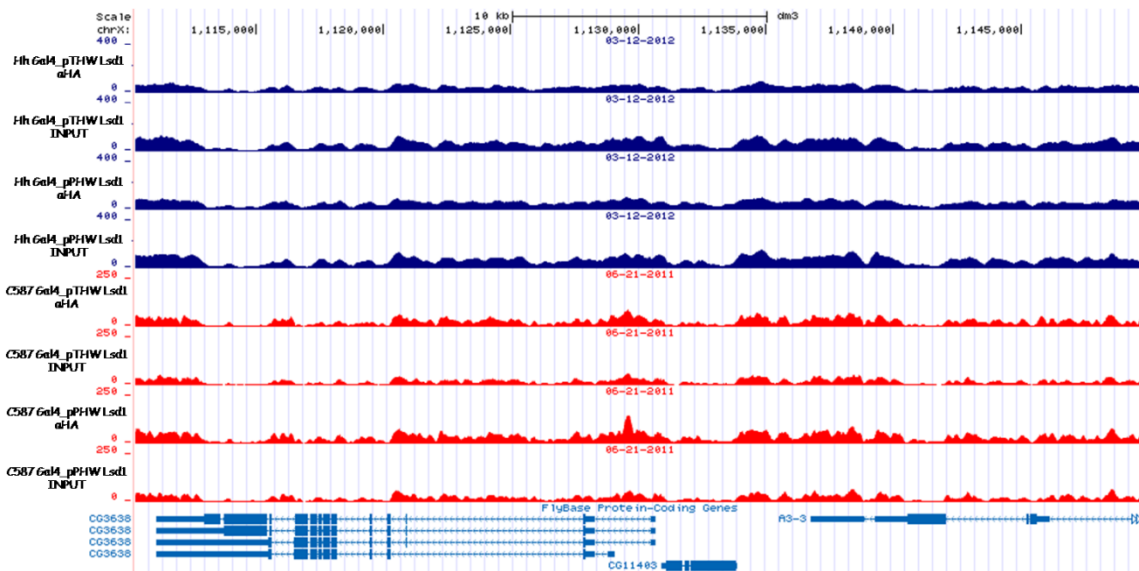 Scale 10 kb dm3
chrX: 1,115,000 1,120,000 1,125,000 1,130,000 1,135,000 1,140,000 1,145,000
400 _ 03-12-2012
Hh Gal4_pTHW Lsd1
aHA
0 _
400 _ 03-12-2012
Hh Gal4_pTHW Lsd1
INPUT
0 _
400 _ 03-12-2012
Hh Gal4_pPHW Lsd1
aHA
0 _
400 _ 03-12-2012
Hh Gal4_pPHW Lsd1
INPUT
0 _
250 _ 06-21-2011
C587 Gal4_pTHW Lsd1
aHA
0 _
250 _ 06-21-2011
C587 Gal4_pTHW Lsd1
INPUT
0 _
250 _ 06-21-2011
C587 Gal4_pPHW Lsd1
aHA
0 _
250 _ 06-21-2011
C587 Gal4_pPHW Lsd1
INPUT
0 _
FlyBase Protein-Coding Genes
CG3638 A3-3
CG3638
CG3638
CG3638
CG11403